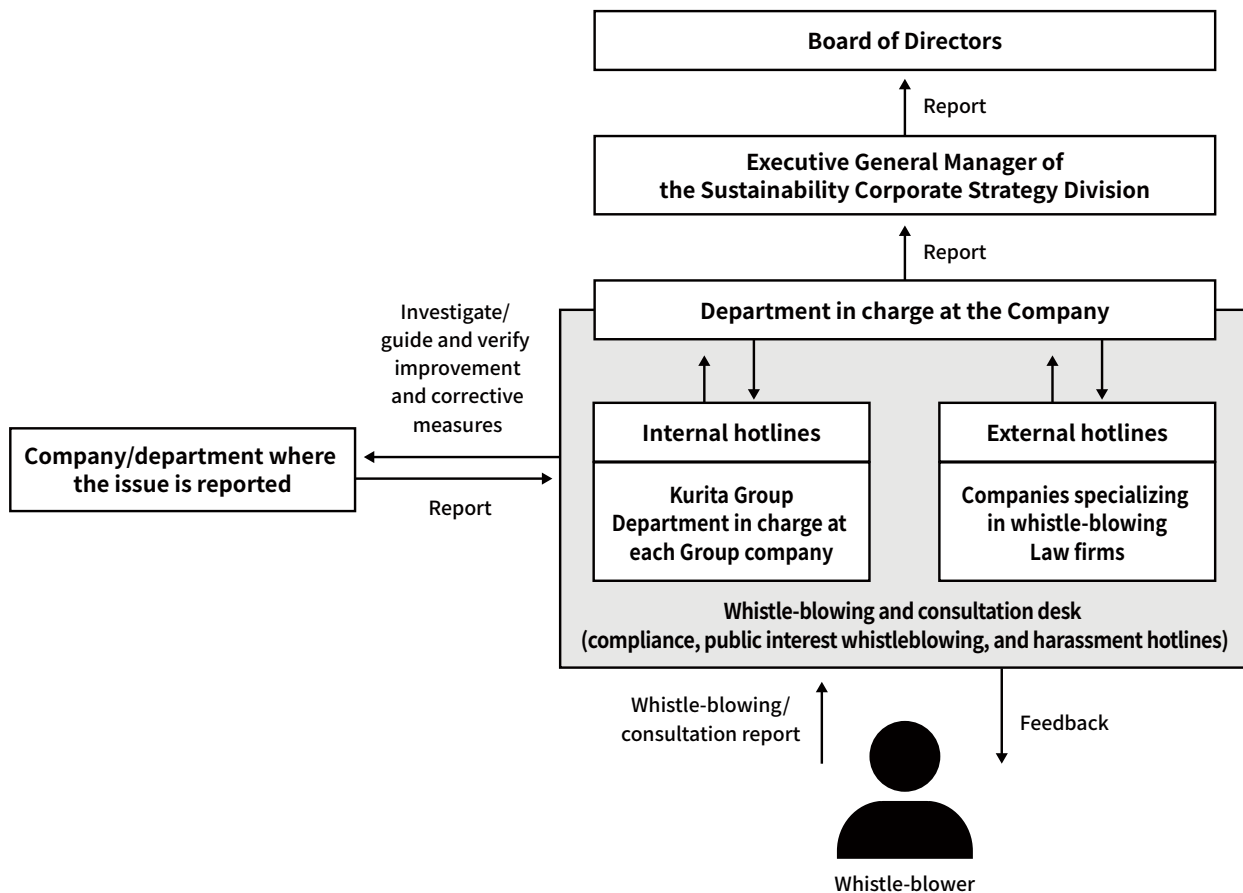 Board of Directors
Report
Executive General Manager of
the Sustainability Corporate Strategy Division
Report
Department in charge at the Company
Investigate/
guide and verify
improvement
and corrective
measures
Company/department where
the issue is reported
Report
Internal hotlines
Kurita Group
Department in charge at
each Group company
External hotlines
Companies specializing
in whistle-blowing
Law firms
Whistle-blowing and consultation desk
(compliance, public interest whistleblowing, and harassment hotlines)
Whistle-blowing/
consultation report
Feedback
Whistle-blower